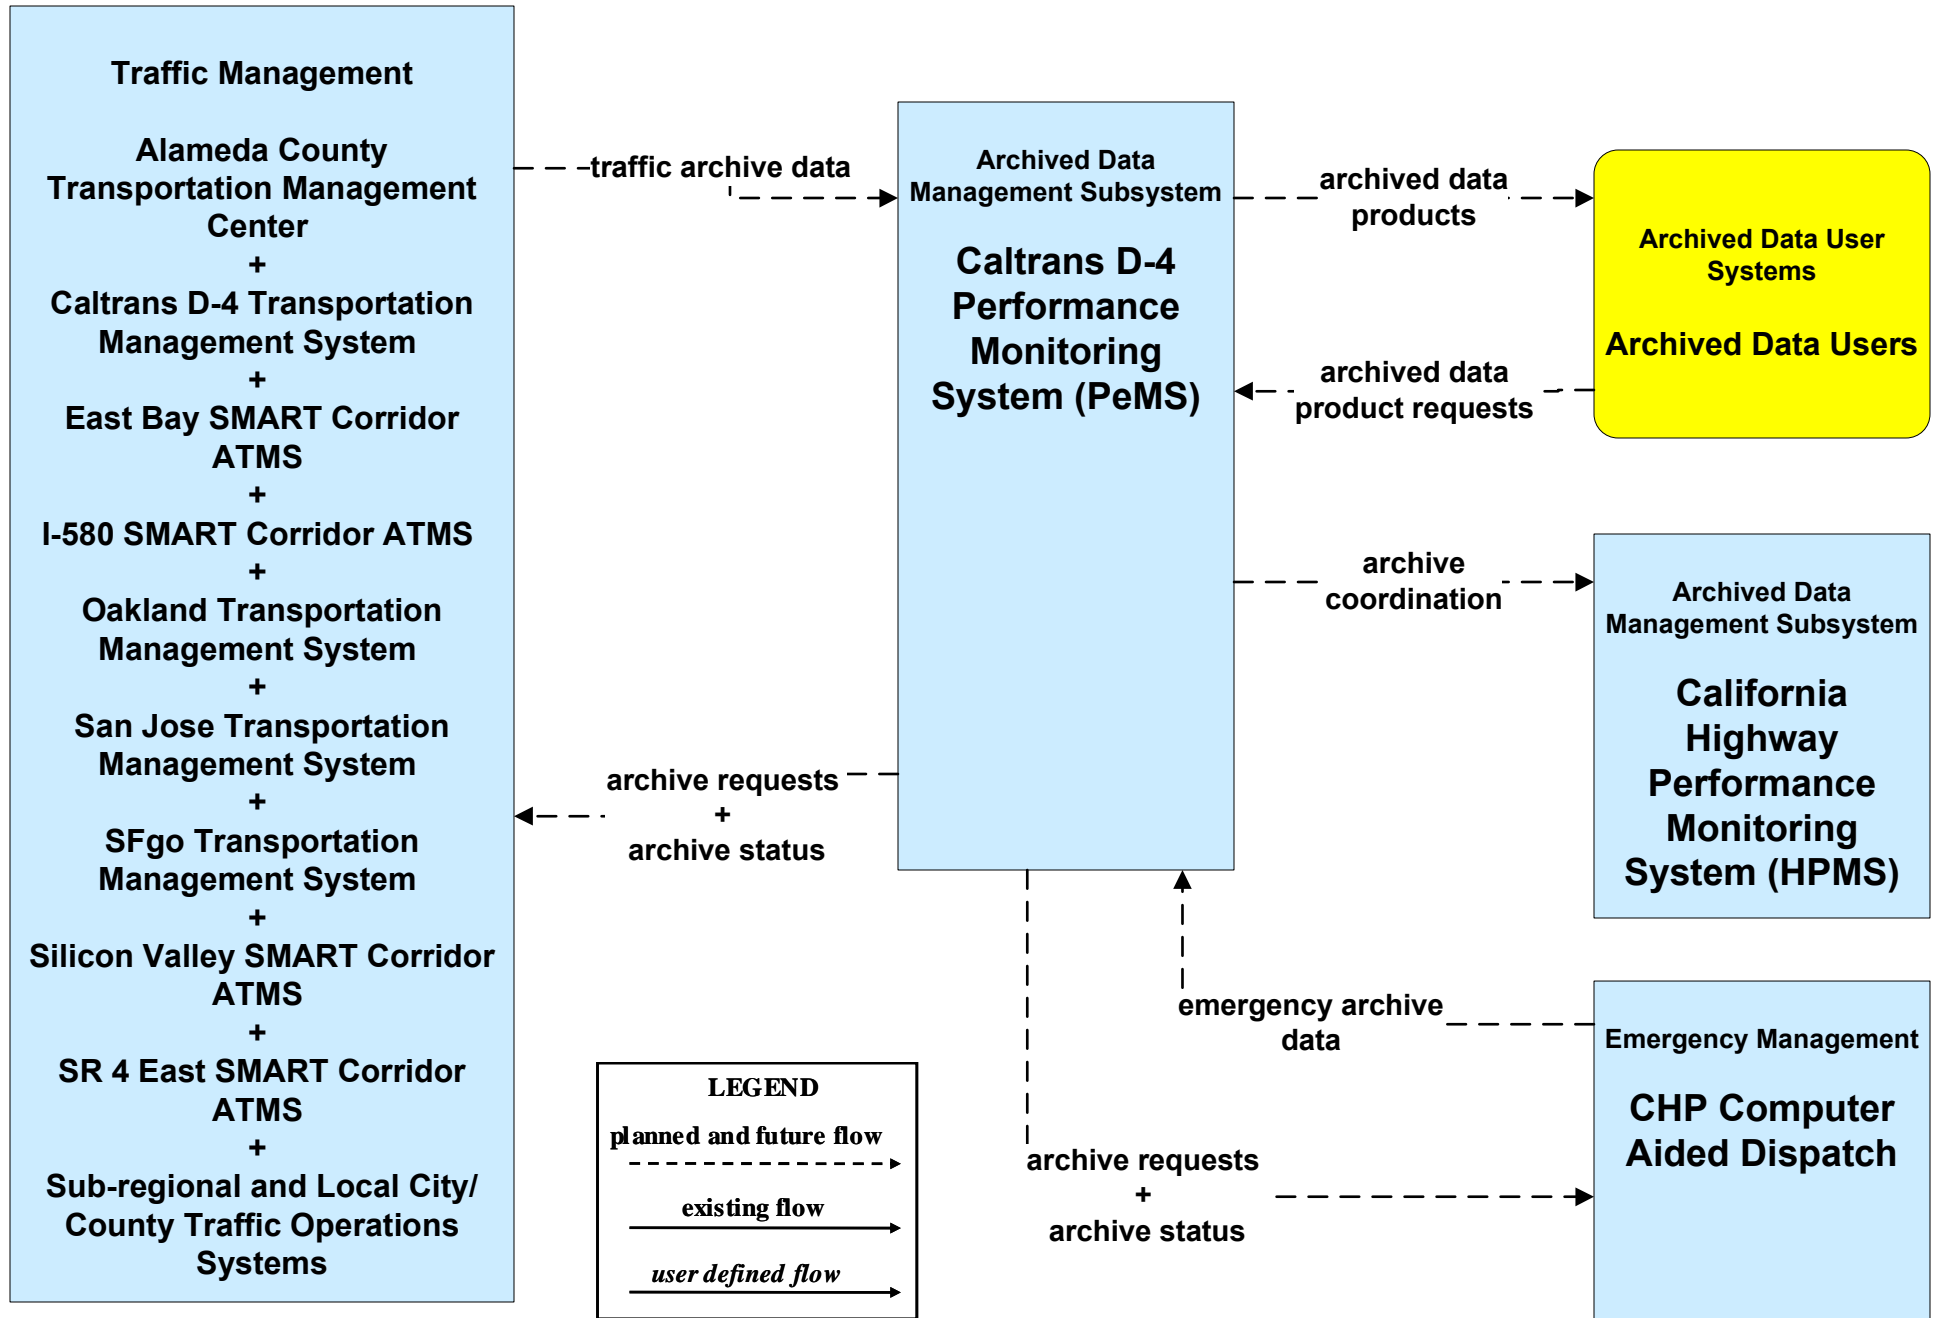 Traffic Management
Alameda County
Transportation Management
Center
+
Caltrans D-4 Transportation
Management System
+
East Bay SMART Corridor
ATMS
+
I-580 SMART Corridor ATMS
+
Oakland Transportation
Management System
+
San Jose Transportation
Management System
+
SFgo Transportation
Management System
+
Silicon Valley SMART Corridor
ATMS
+
SR 4 East SMART Corridor
ATMS
+
Sub-regional and Local City/
County Traffic Operations
Systems
traffic archive data
archive requests
+
archive status
Archived Data
Management Subsystem
Caltrans D-4
Performance
Monitoring
System (PeMS)
archived data
products
archived data
product requests
Archived Data User
Systems
Archived Data Users
archive
coordination
Archived Data
Management Subsystem
California
Highway
Performance
Monitoring
System (HPMS)
emergency archive
data
archive requests
+
archive status
Emergency Management
CHP Computer
Aided Dispatch
LEGEND
planned and future flow
existing flow
user defined flow